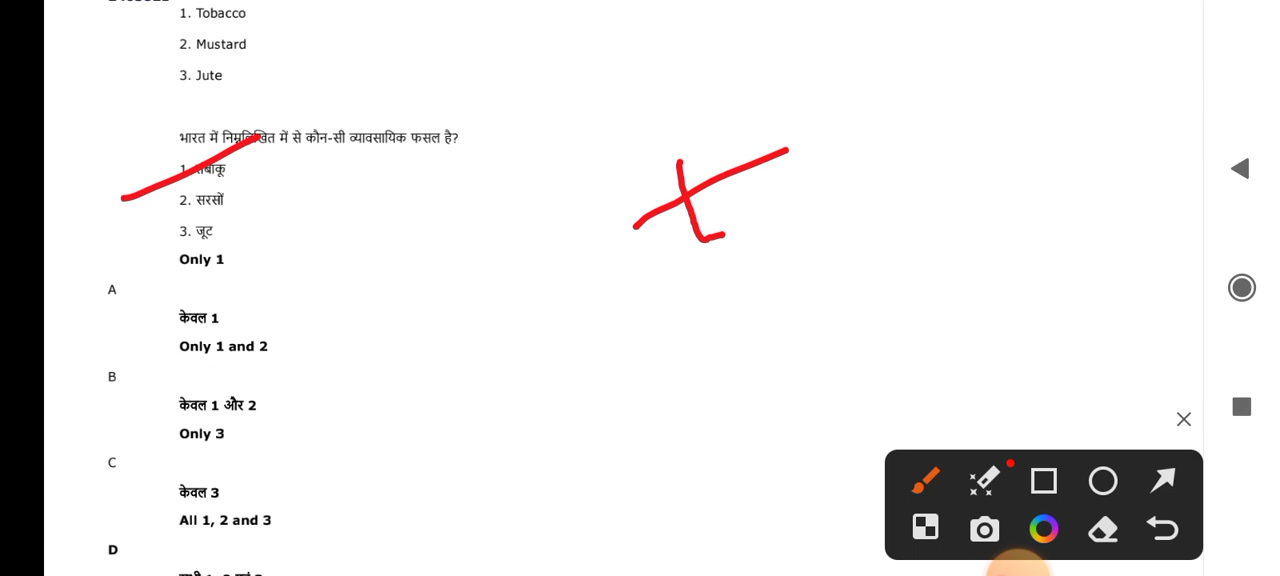 1. Tobacco
2. Mustard
3. Jute
भारत में निम्नलिखित में से कौन-सी व्यावसायिक फसल है?
1. तंबाकू
2. सरसों
3. जूट
Only 1
A
केवल 1
Only 1 and 2
B
केवल 1 और 2
Only 3
C
केवल 3
All 1, 2 and 3
D